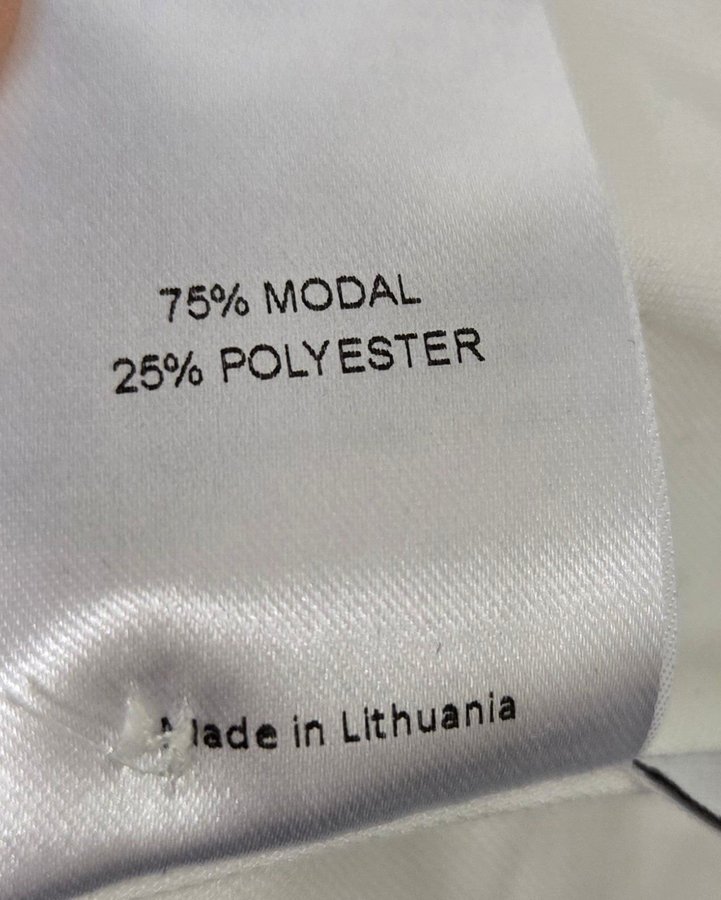 75% MODAL
25% POLYESTER
Made in Lithuania